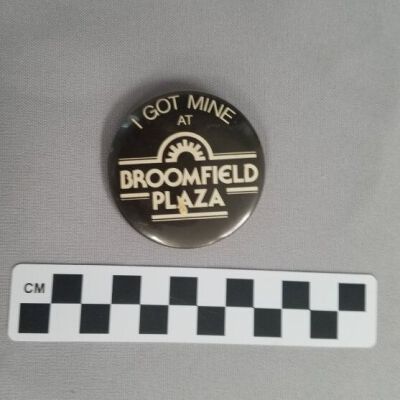 I GOT MINE
AT
BROOMFIELD
PLAZA
CM